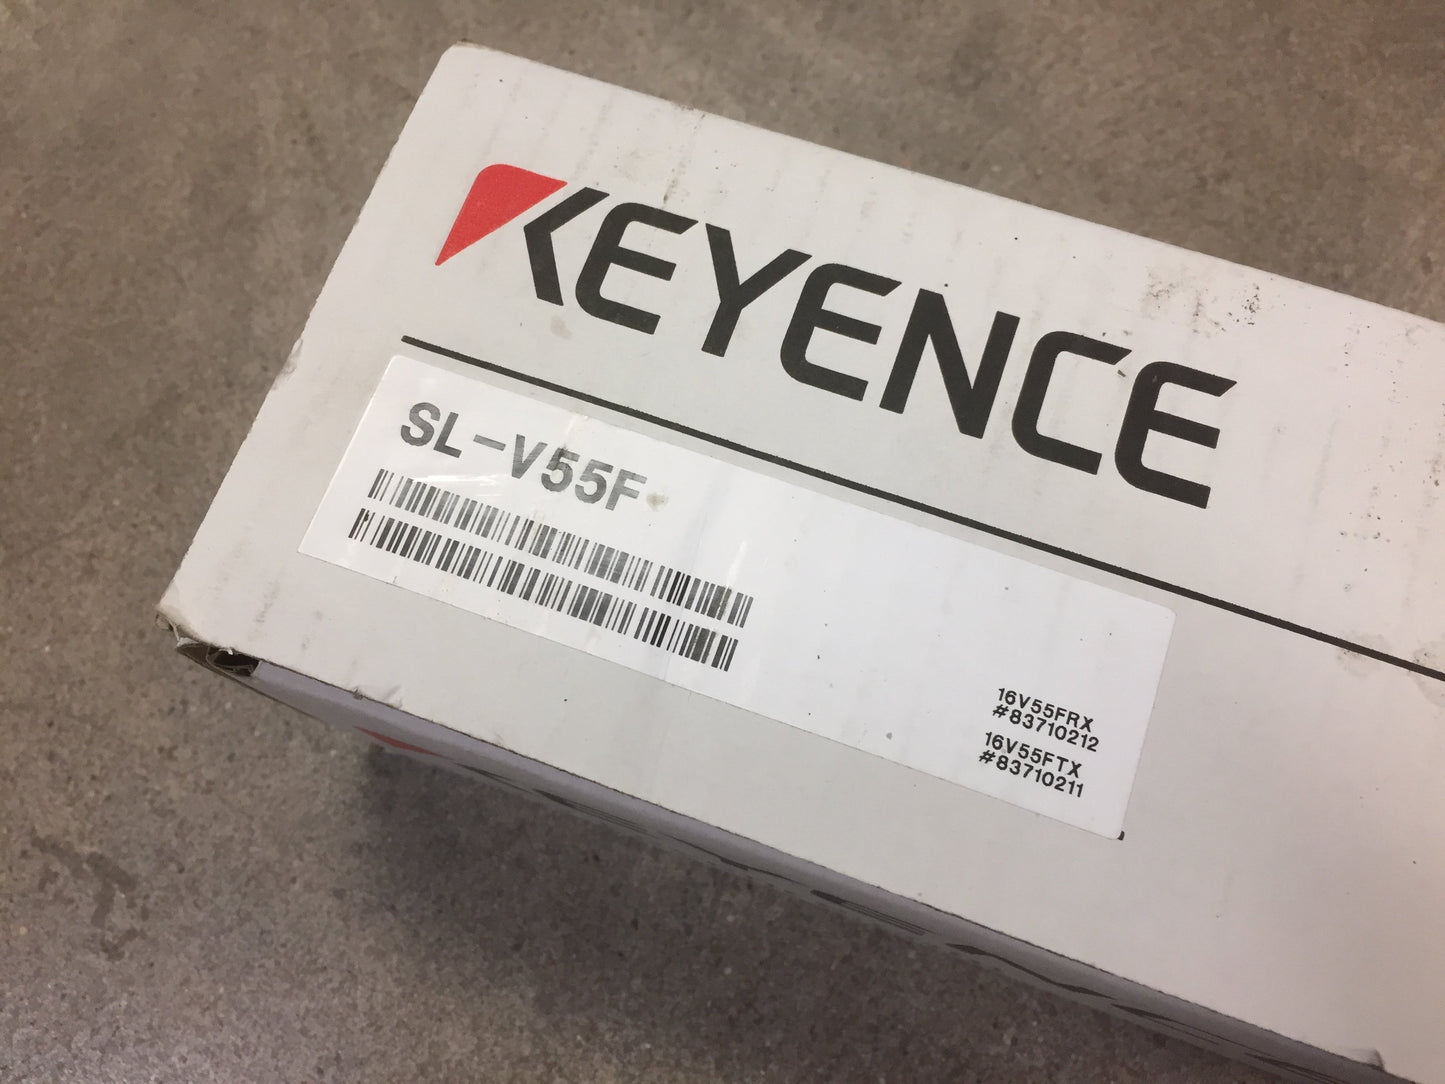 KEYENCE
SL-V55F
16V55FRX
#83710212
16V55FTX
#83710211